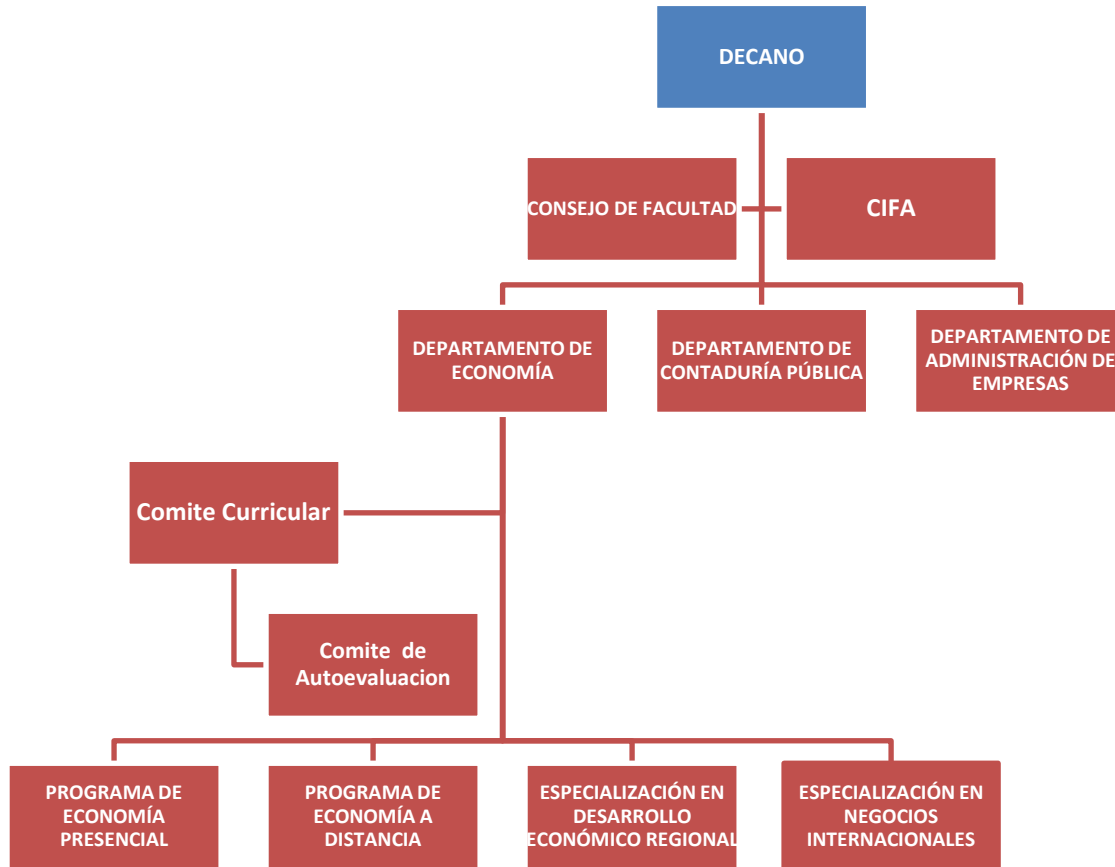 DECANO
CONSEJO DE FACULTAD
CIFA
DEPARTAMENTO DE
ECONOMÍA
DEPARTAMENTO DE
CONTADURÍA PÚBLICA
DEPARTAMENTO DE
ADMINISTRACIÓN DE
EMPRESAS
Comite Curricular
Comite de
Autoevaluacion
PROGRAMA DE
ECONOMÍA
PRESENCIAL
PROGRAMA DE
ECONOMÍA A
DISTANCIA
ESPECIALIZACIÓN EN
DESARROLLO
ECONÓMICO REGIONAL
ESPECIALIZACIÓN EN
NEGOCIOS
INTERNACIONALES